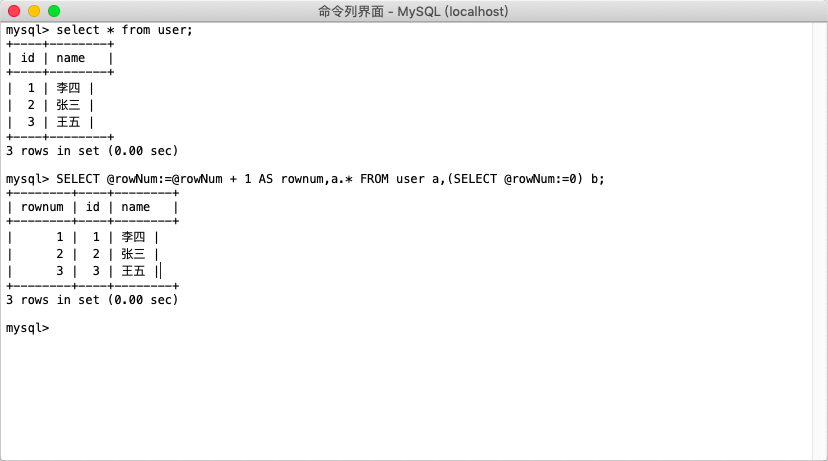 命令列界面 - MySQL (localhost)
mysql> select * from user;
+----+--------+
| id | name   |
+----+--------+
|  1 | 李四 |
|  2 | 张三 |
|  3 | 王五 |
+----+--------+
3 rows in set (0.00 sec)
mysql> SELECT @rowNum:=@rowNum + 1 AS rownum,a.* FROM user a,(SELECT @rowNum:=0) b;
+--------+----+--------+
| rownum | id | name   |
+--------+----+--------+
|      1 |  1 | 李四 |
|      2 |  2 | 张三 |
|      3 |  3 | 王五 |
+--------+----+--------+
3 rows in set (0.00 sec)
mysql>